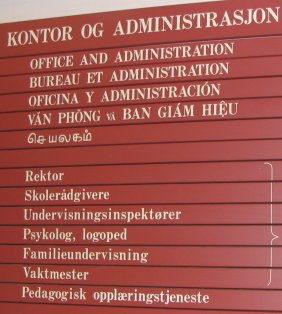 KONTOR OG ADMINISTRASJON
OFFICE AND ADMINISTRATION
BUREAU ET ADMINISTRATION
OFICINA Y ADMINISTRACIÓN
VĂN PHÒNG VÀ BAN GIÁM HIỆU
செயலகம்
Rektor
Skolerådgivere
Undervisningsinspektører
Psykolog, logoped
Familieundervisning
Vaktmester
Pedagogisk opplæringstjeneste